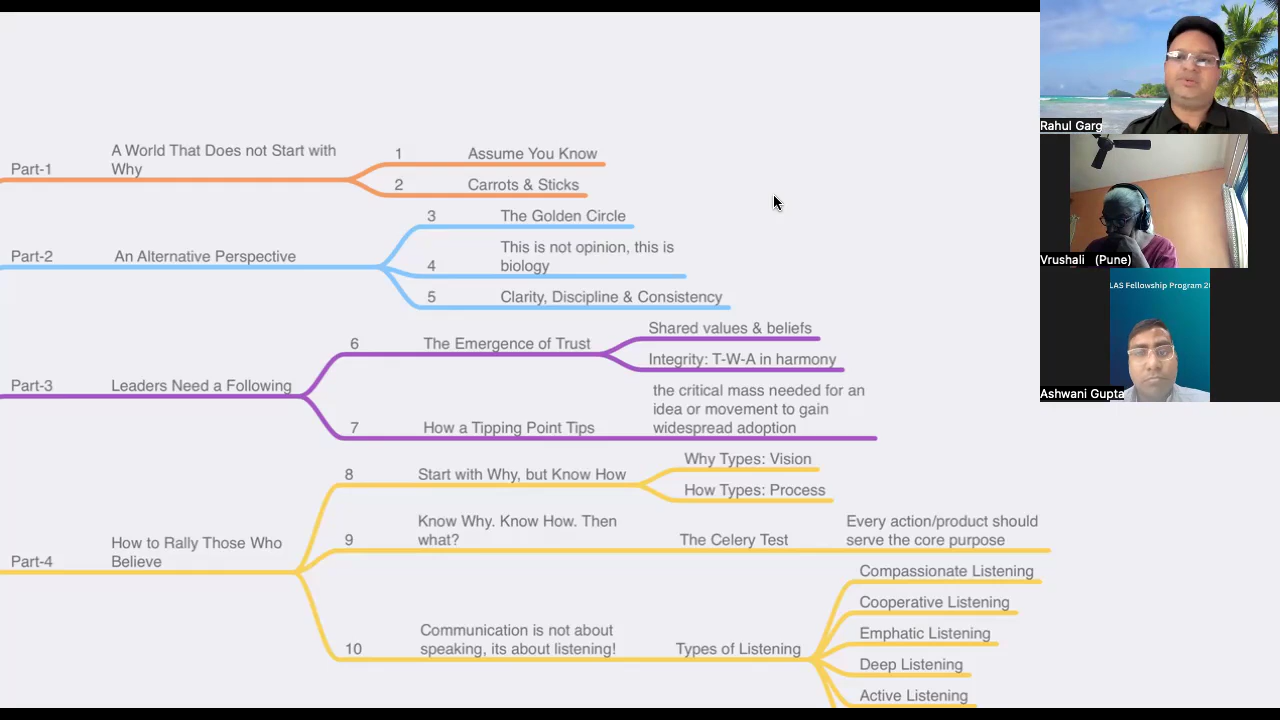 Part-1
A World That Does not Start with
Why
1
Assume You Know
2
Carrots & Sticks
Part-2
An Alternative Perspective
3
The Golden Circle
4
This is not opinion, this is
biology
5
Clarity, Discipline & Consistency
Part-3
Leaders Need a Following
6
The Emergence of Trust
Shared values & beliefs
Integrity: T-W-A in harmony
7
How a Tipping Point Tips
the critical mass needed for an
idea or movement to gain
widespread adoption
Part-4
How to Rally Those Who
Believe
8
Start with Why, but Know How
Why Types: Vision
How Types: Process
9
Know Why. Know How. Then
what?
The Celery Test
Every action/product should
serve the core purpose
10
Communication is not about
speaking, its about listening!
Types of Listening
Compassionate Listening
Cooperative Listening
Emphatic Listening
Deep Listening
Active Listening
Rahul Garg
Vrushali (Pune)
LAS Fellowship Program 20
Ashwani Gupta